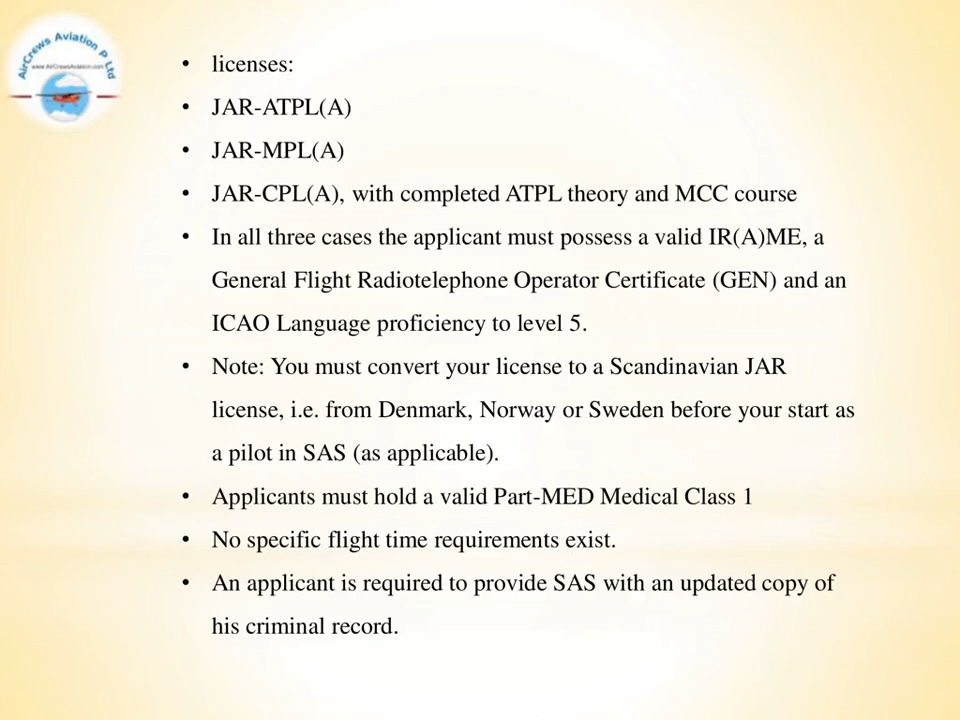 AirCrews Aviation P Ltd
www.AirCrewsAviation.com
• licenses:
• JAR-ATPL(A)
• JAR-MPL(A)
• JAR-CPL(A), with completed ATPL theory and MCC course
• In all three cases the applicant must possess a valid IR(A)ME, a
General Flight Radiotelephone Operator Certificate (GEN) and an
ICAO Language proficiency to level 5.
• Note: You must convert your license to a Scandinavian JAR
license, i.e. from Denmark, Norway or Sweden before your start as
a pilot in SAS (as applicable).
• Applicants must hold a valid Part-MED Medical Class 1
• No specific flight time requirements exist.
• An applicant is required to provide SAS with an updated copy of
his criminal record.